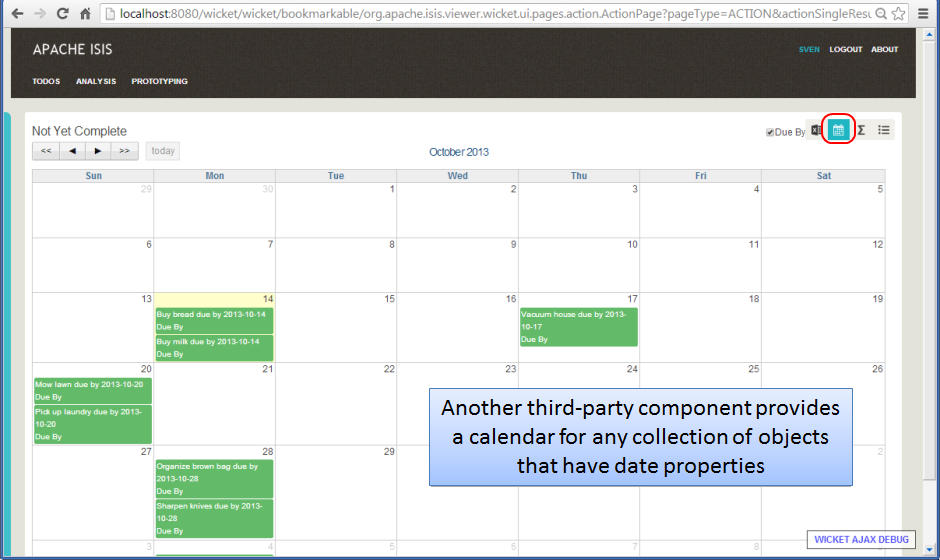 localhost:8080/wicket/wicket/bookmarkable/org.apache.isis.viewer.wicket.ui.pages.action.ActionPage?pageType=ACTION&actionSingleResu
APACHE ISIS
SVEN LOGOUT ABOUT
TODOS ANALYSIS PROTOTYPING
Not Yet Complete
Due By
<< ◄ ► >> today
October 2013
Sun Mon Tue Wed Thu Fri Sat
29 30 1 2 3 4 5
6 7 8 9 10 11 12
13 14 15 16 17 18 19
Buy bread due by 2013-10-14
Due By
Buy milk due by 2013-10-14
Due By
Vacuum house due by 2013-
10-17
Due By
20 21 22 23 24 25 26
Mow lawn due by 2013-10-20
Due By
Pick up laundry due by 2013-
10-20
Due By
Another third-party component provides
a calendar for any collection of objects
that have date properties
27 28 29 2
Organize brown bag due by
2013-10-28
Due By
Sharpen knives due by 2013-
10-28
Due By
3 4 5 6 7 8
WICKET AJAX DEBUG